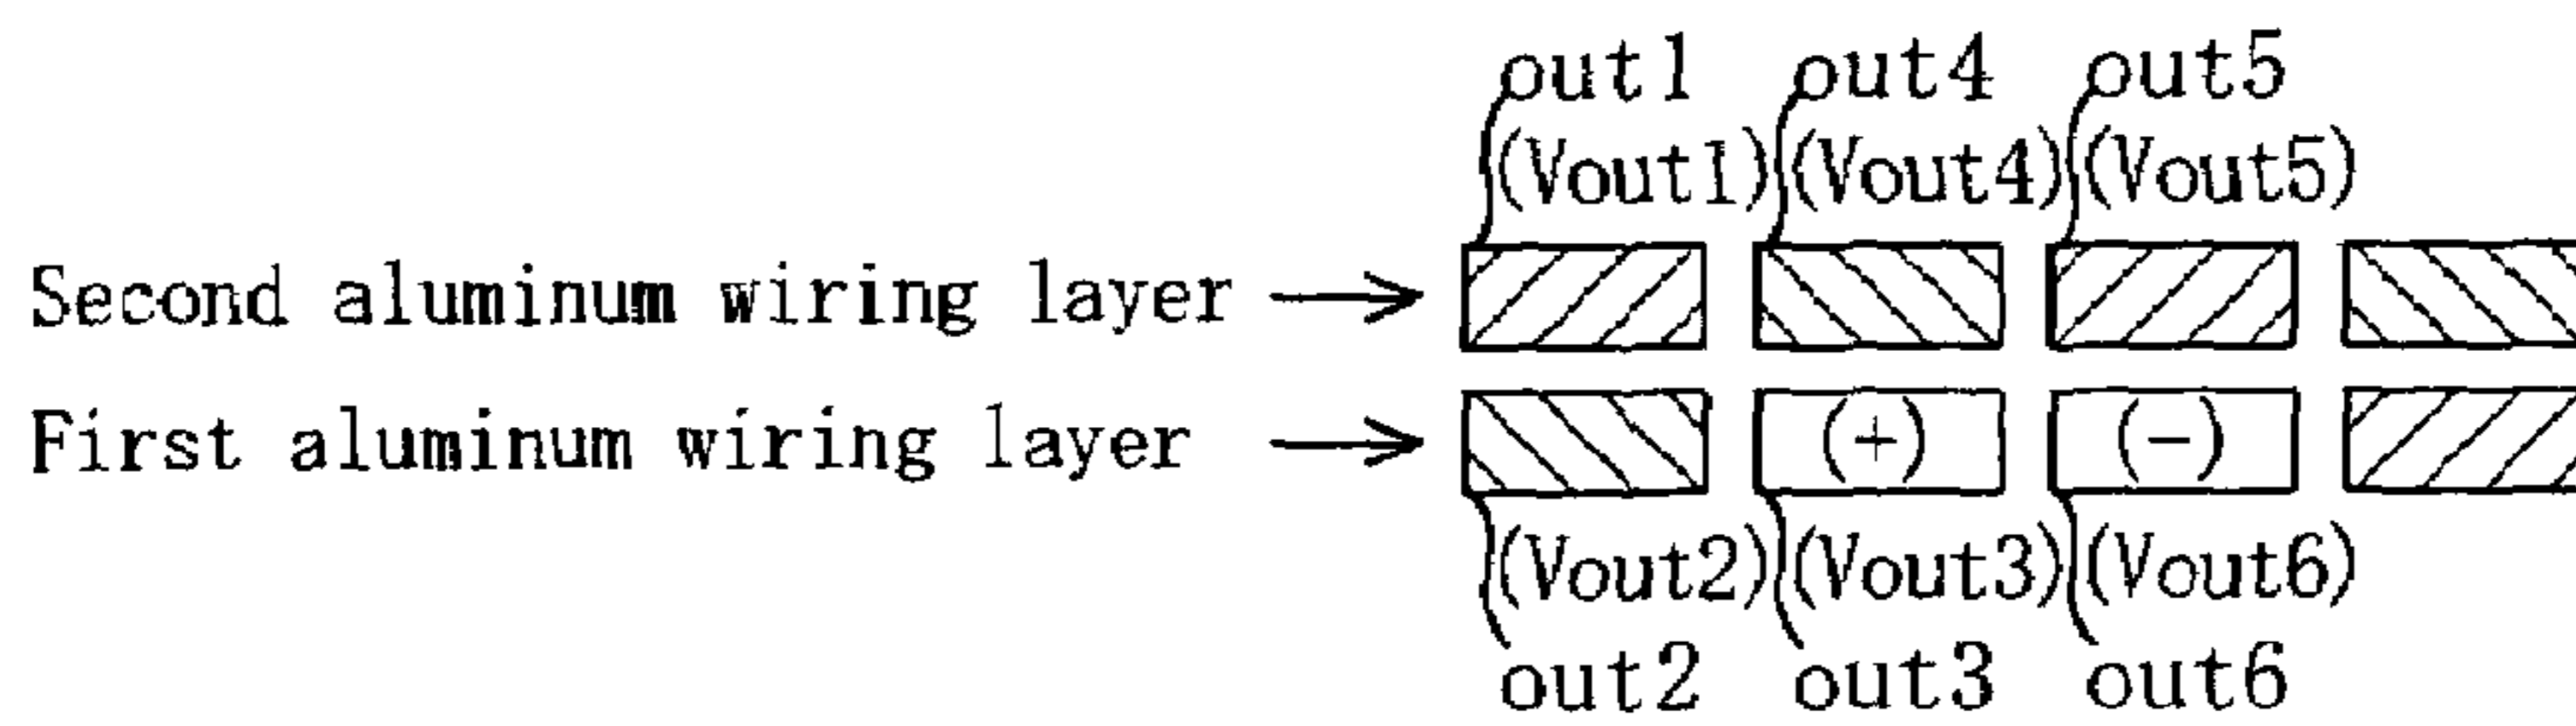 out1 out4 out5
(Vout1) (Vout4) (Vout5)
Second aluminum wiring layer
First aluminum wiring layer (+) (-)
(Vout2) (Vout3) (Vout6)
out2 out3 out6